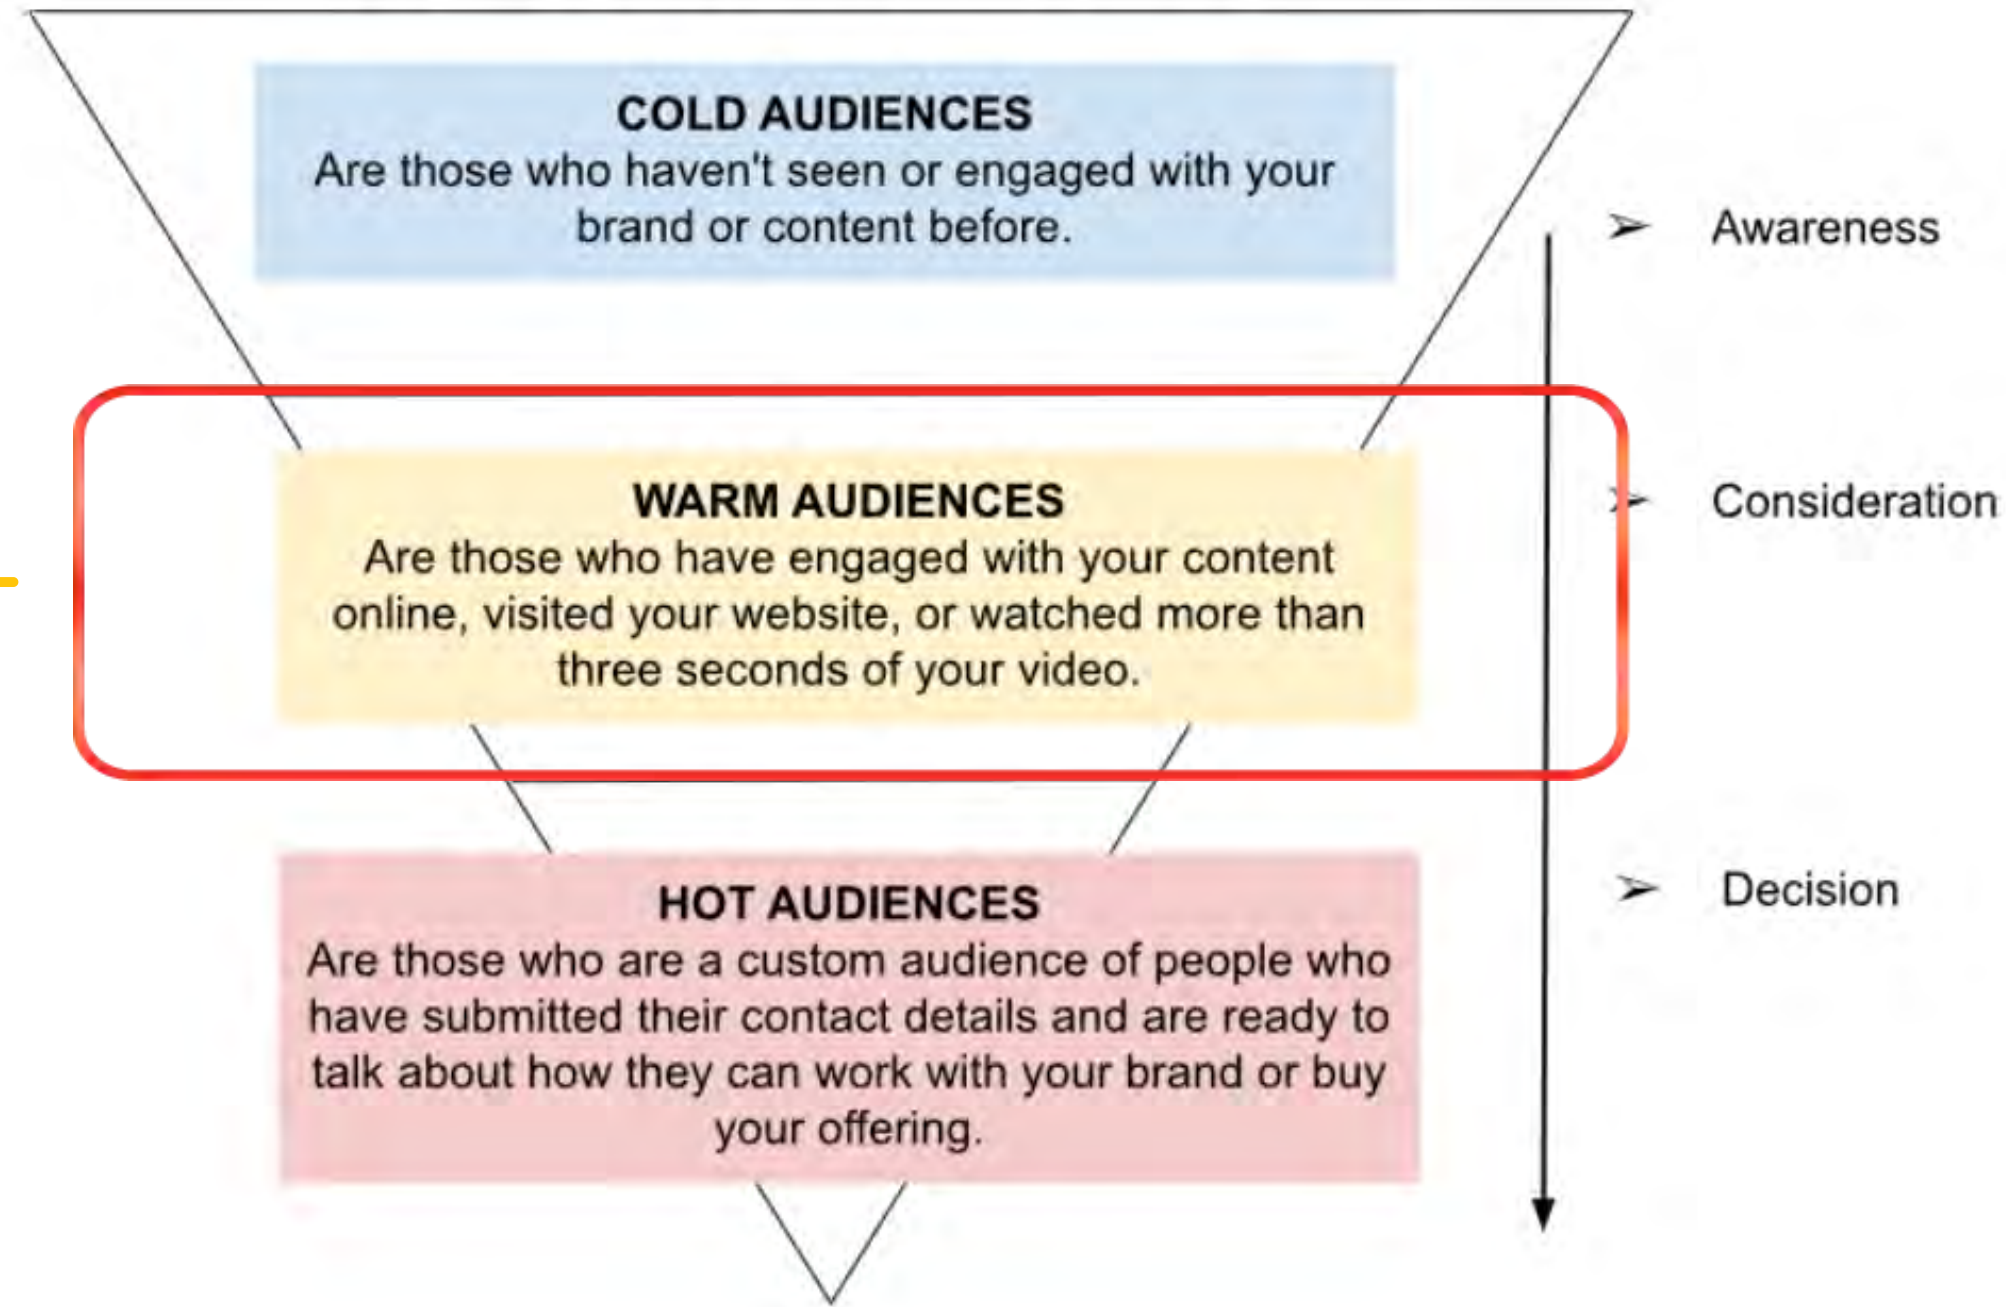 COLD AUDIENCES
Are those who haven't seen or engaged with your
brand or content before.
➢ Awareness
WARM AUDIENCES
Are those who have engaged with your content
online, visited your website, or watched more than
three seconds of your video.
➢ Consideration
HOT AUDIENCES
Are those who are a custom audience of people who
have submitted their contact details and are ready to
talk about how they can work with your brand or buy
your offering.
➢ Decision